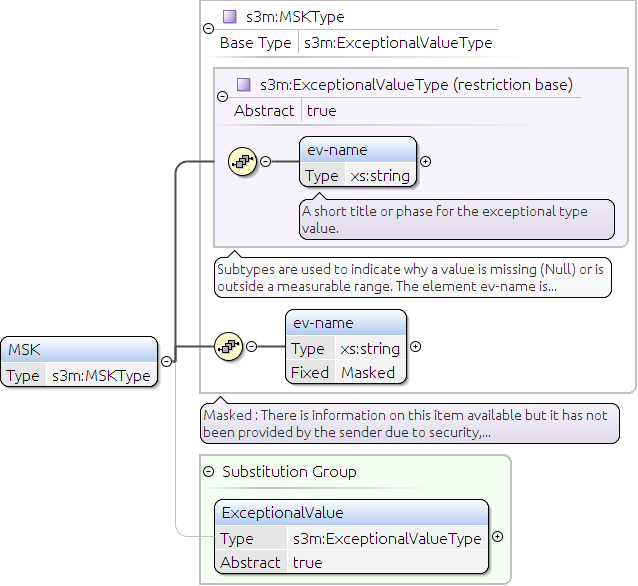 s3m:MSKType
Base Type s3m:ExceptionalValueType
s3m:ExceptionalValueType (restriction base)
Abstract true
ev-name
Type xs:string
A short title or phase for the exceptional type
value.
Subtypes are used to indicate why a value is missing (Null) or is
outside a measurable range. The element ev-name is...
MSK
Type s3m:MSKType
ev-name
Type xs:string
Fixed Masked
Masked : There is information on this item available but it has not
been provided by the sender due to security,...
Substitution Group
ExceptionalValue
Type s3m:ExceptionalValueType
Abstract true